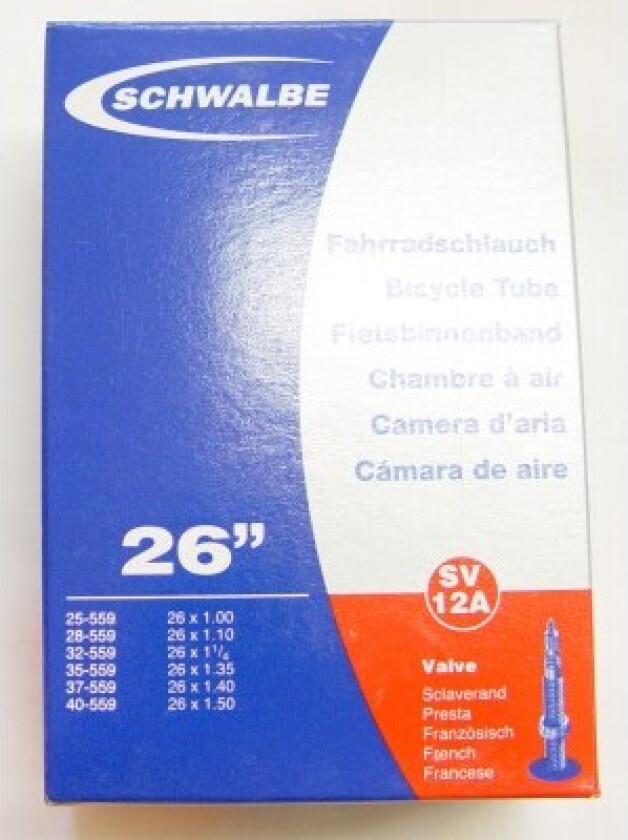 SCHWALBE
Fahrradschlauch
Bicycle Tube
Fietsbinnenband
Chambre à air
Camera d'aria
Cámara de aire
26”
25-559 26 x 1.00
28-559 26 x 1.10
32-559 26 x 1¹/₄
35-559 26 x 1.35
37-559 26 x 1.40
40-559 26 x 1.50
SV
12A
Valve
Sclaverand
Presta
Französisch
French
Francese